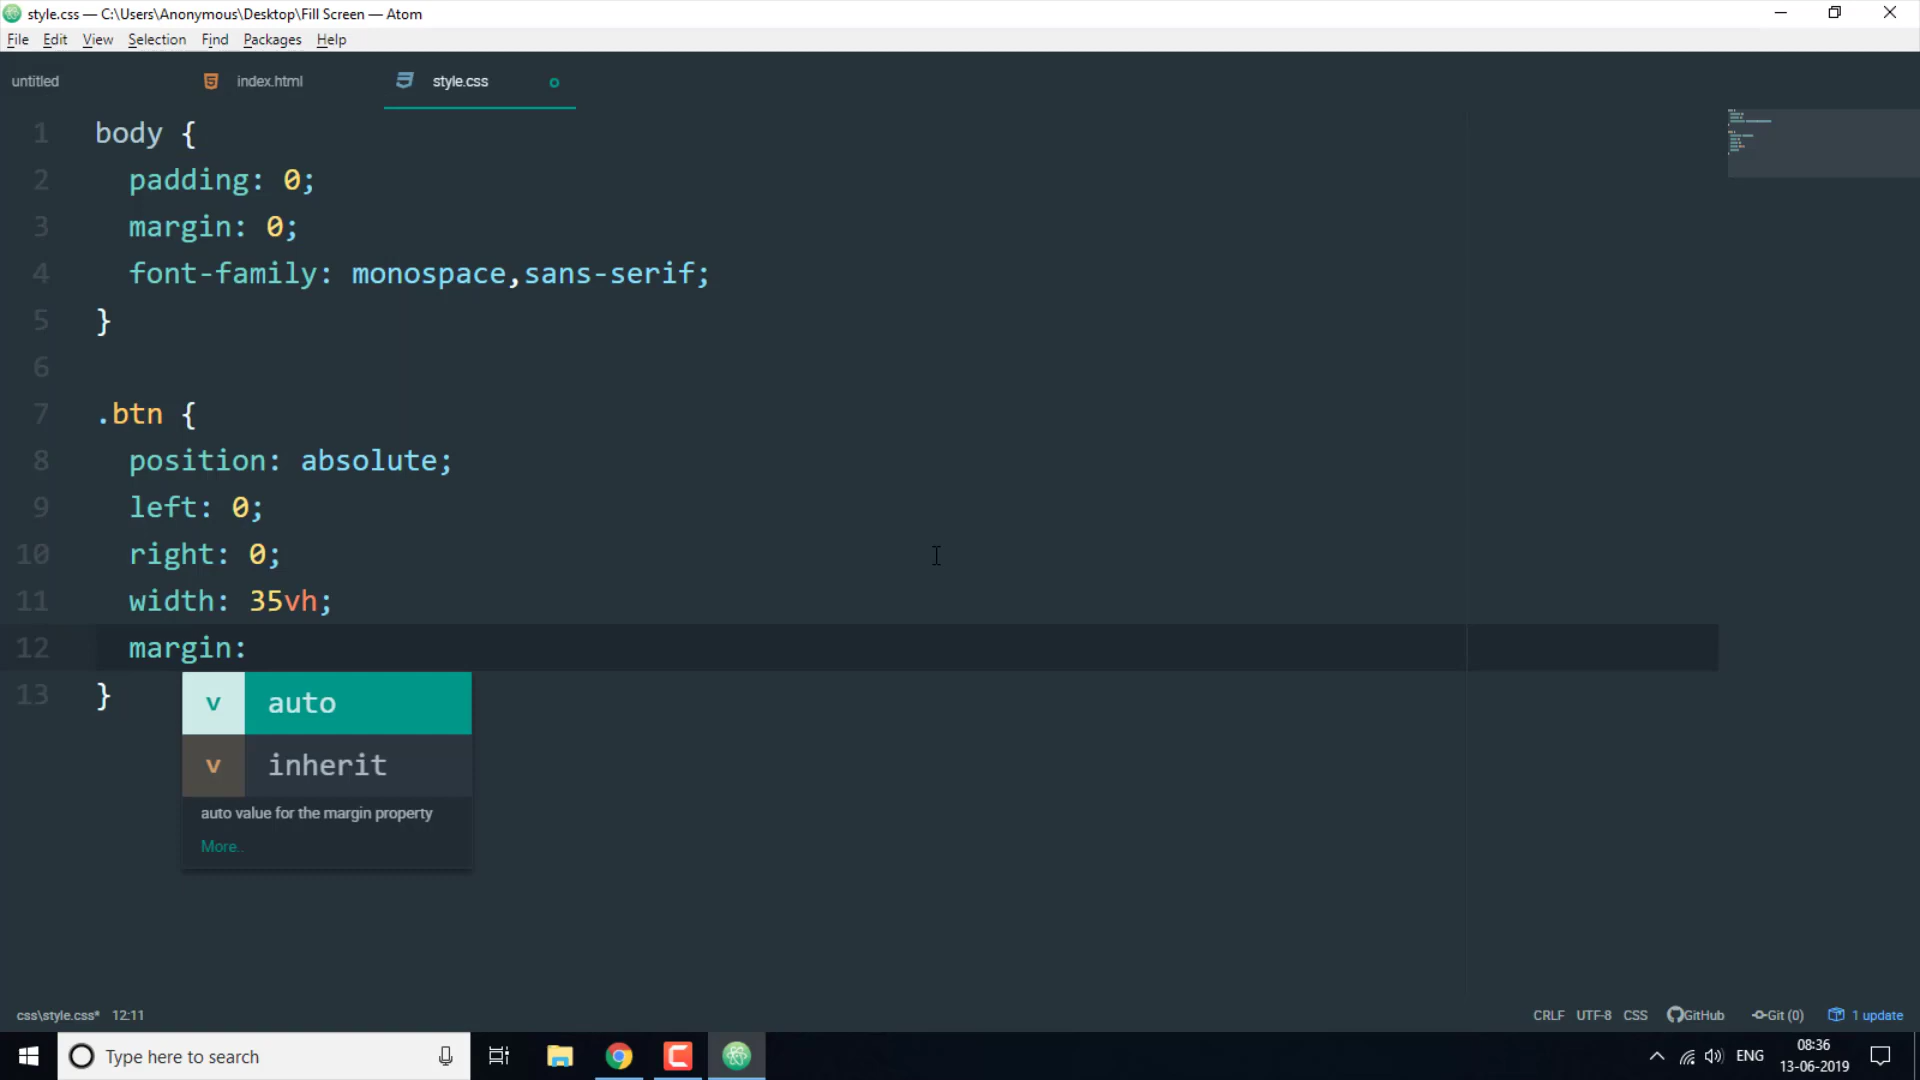 style.css — C:\Users\Anonymous\Desktop\Fill Screen — Atom
File Edit View Selection Find Packages Help
untitled index.html style.css
1 body {
2 padding: 0;
3 margin: 0;
4 font-family: monospace,sans-serif;
5 }
6
7 .btn {
8 position: absolute;
9 left: 0;
10 right: 0;
11 width: 35vh;
12 margin:
13 }
v auto
v inherit
auto value for the margin property
More..
css\style.css* 12:11 CRLF UTF-8 CSS GitHub Git (0) 1 update
Type here to search ENG 08:36
13-06-2019